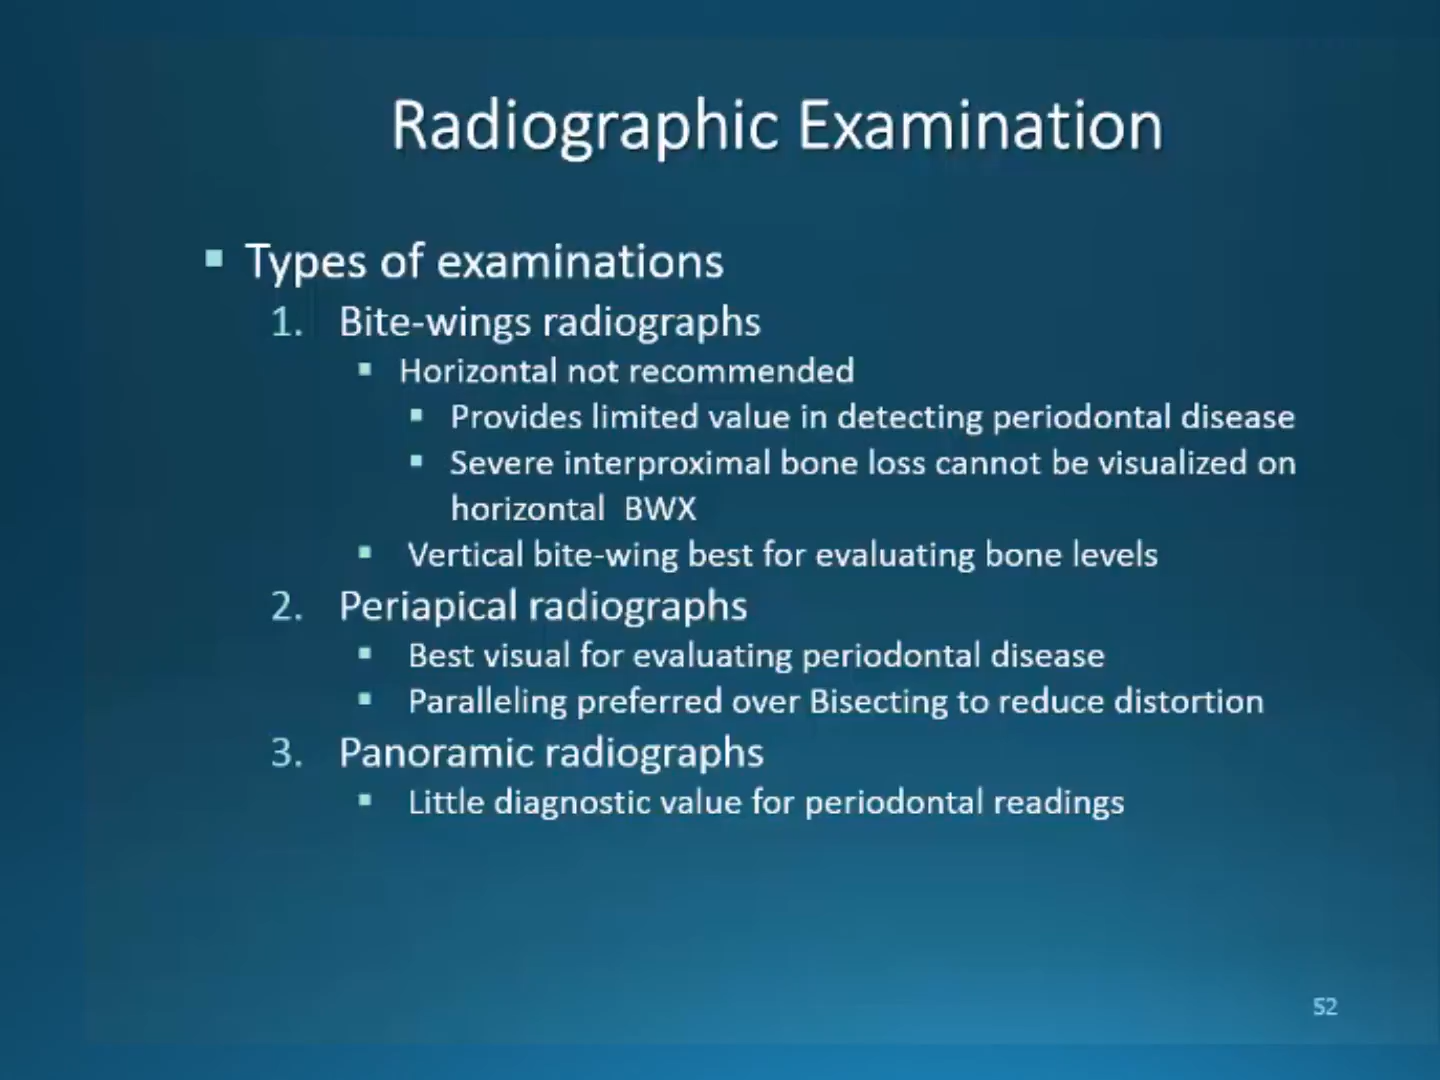 Radiographic Examination
Types of examinations
1. Bite-wings radiographs
Horizontal not recommended
Provides limited value in detecting periodontal disease
Severe interproximal bone loss cannot be visualized on
horizontal BWX
Vertical bite-wing best for evaluating bone levels
2. Periapical radiographs
Best visual for evaluating periodontal disease
Paralleling preferred over Bisecting to reduce distortion
3. Panoramic radiographs
Little diagnostic value for periodontal readings
52